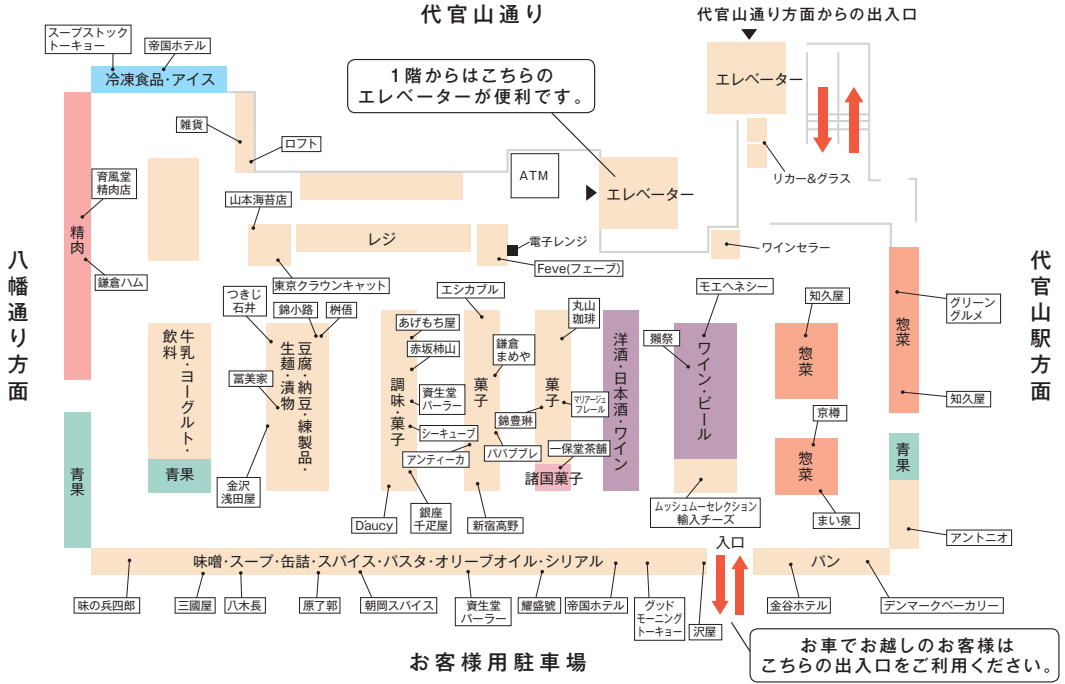 代官山通り
代官山通り方面からの出入口
スープストック
トーキョー
帝国ホテル
冷凍食品・アイス
1階からはこちらの
エレベーターが便利です。
エレベーター
雑貨
ロフト
ATM
エレベーター
リカー&グラス
育風堂
精肉店
精肉
鎌倉ハム
山本海苔店
レジ
電子レンジ
ワインセラー
Feve(フェーブ)
東京クラウンキャット
八幡通り方面
代官山駅方面
つきじ
石井
錦小路
桝悟
エシカブル
丸山
珈琲
モエヘネシー
知久屋
グリーン
グルメ
惣菜
あげもち屋
赤坂柿山
鎌倉
まめや
獺祭
牛乳・ヨーグルト・
飲料
豆腐・納豆・練製品・
生麺・漬物
冨美家
調味・菓子
菓子
菓子
洋酒・日本酒・ワイン
ワイン・ビール
惣菜
資生堂
パーラー
マリアージュ
フレール
錦豊琳
知久屋
シーキューブ
アンティーカ
パパブブレ
一保堂茶舗
京樽
惣菜
青果
青果
青果
諸国菓子
金沢
浅田屋
D'aucy
銀座
千疋屋
新宿高野
ムッシュムーセレクション
輸入チーズ
まい泉
アントニオ
入口
味噌・スープ・缶詰・スパイス・パスタ・オリーブオイル・シリアル
パン
味の兵四郎
三國屋
八木長
原了郭
朝岡スパイス
資生堂
パーラー
耀盛號
帝国ホテル
グッド
モーニング
トーキョー
沢屋
金谷ホテル
デンマークベーカリー
お客様用駐車場
お車でお越しのお客様は
こちらの出入口をご利用ください。